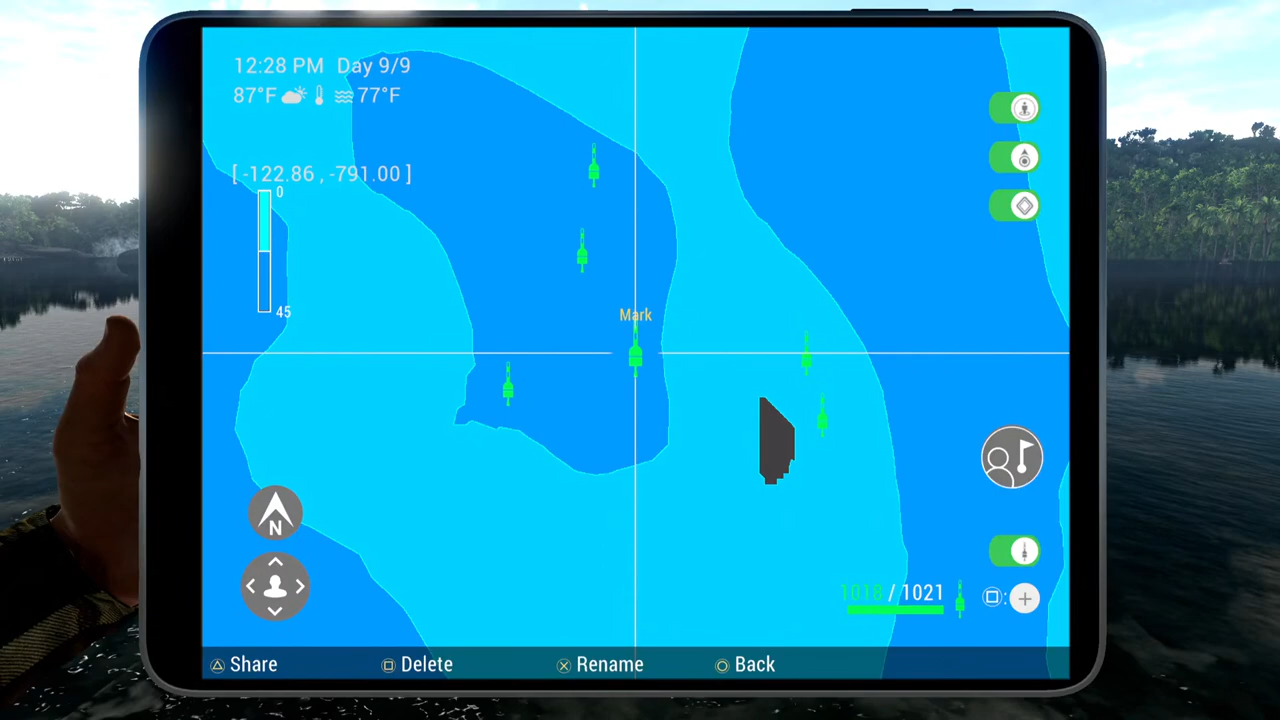 12:28 PM Day 9/9
87°F 77°F
[ -122.86 , -791.00 ]
0
45
Mark
N
1018 / 1021
Share Delete Rename Back